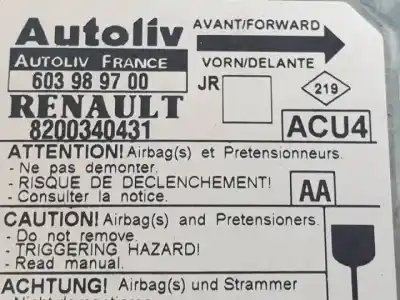 Autoliv
AVANT/FORWARD
AUTOLIV FRANCE
VORN/DELANTE
603 98 97 00
JR
219
RENAULT
8200340431
ACU4
ATTENTION! Airbag(s) et Pretensionneurs.
- Ne pas demonter.
- RISQUE DE DECLENCHEMENT!
- Consulter la notice.
AA
CAUTION! Airbag(s) and Pretensioners.
- Do not remove.
- TRIGGERING HAZARD!
- Read manual.
ACHTUNG! Airbag(s) und Strammer